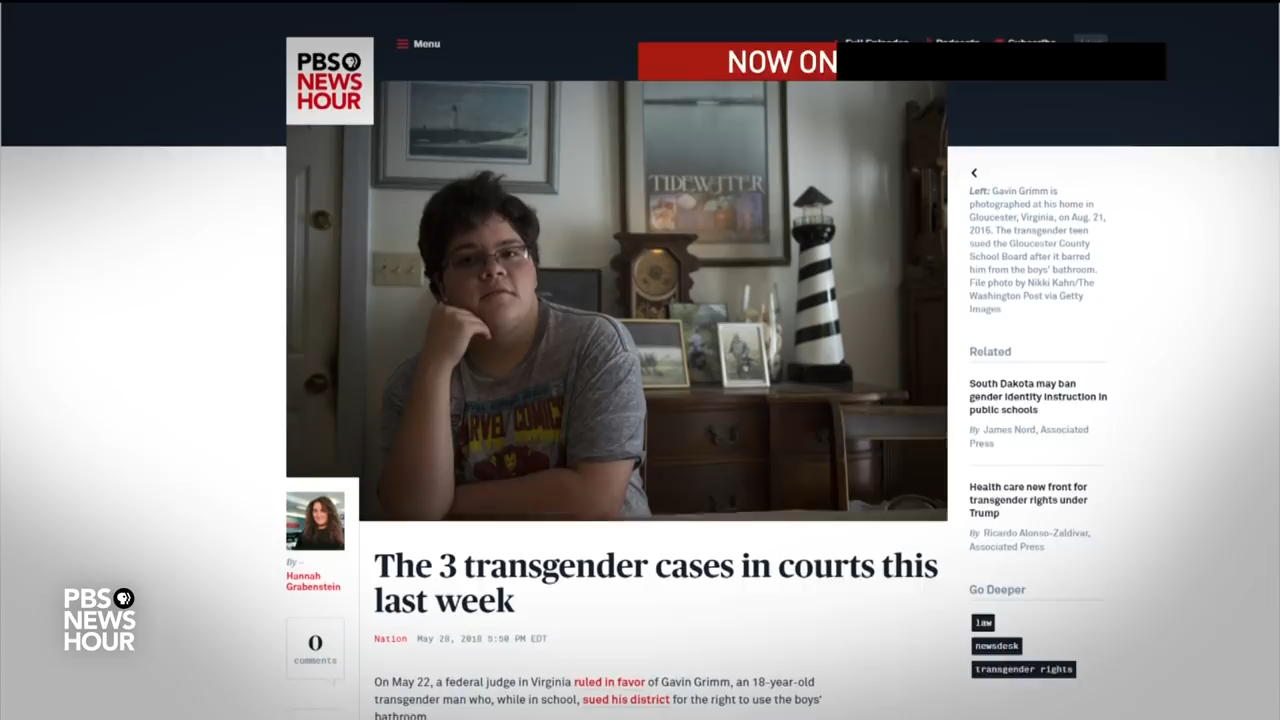 PBS
NEWS
HOUR
Menu
Full Episodes
Podcasts
Subscribe
NOW ON
TIDEWATER
MARVEL COMICS
Left: Gavin Grimm is
photographed at his home in
Gloucester, Virginia, on Aug. 21,
2016. The transgender teen
sued the Gloucester County
School Board after it barred
him from the boys' bathroom.
File photo by Nikki Kahn/The
Washington Post via Getty
Images
Related
South Dakota may ban
gender identity instruction in
public schools
By James Nord, Associated
Press
Health care new front for
transgender rights under
Trump
By Ricardo Alonso-Zaldivar,
Associated Press
Go Deeper
law
newsdesk
transgender rights
By –
Hannah
Grabenstein
0
comments
The 3 transgender cases in courts this
last week
Nation May 28, 2018 5:50 PM EDT
On May 22, a federal judge in Virginia ruled in favor of Gavin Grimm, an 18-year-old
transgender man who, while in school, sued his district for the right to use the boys'
bathroom.
PBS
NEWS
HOUR